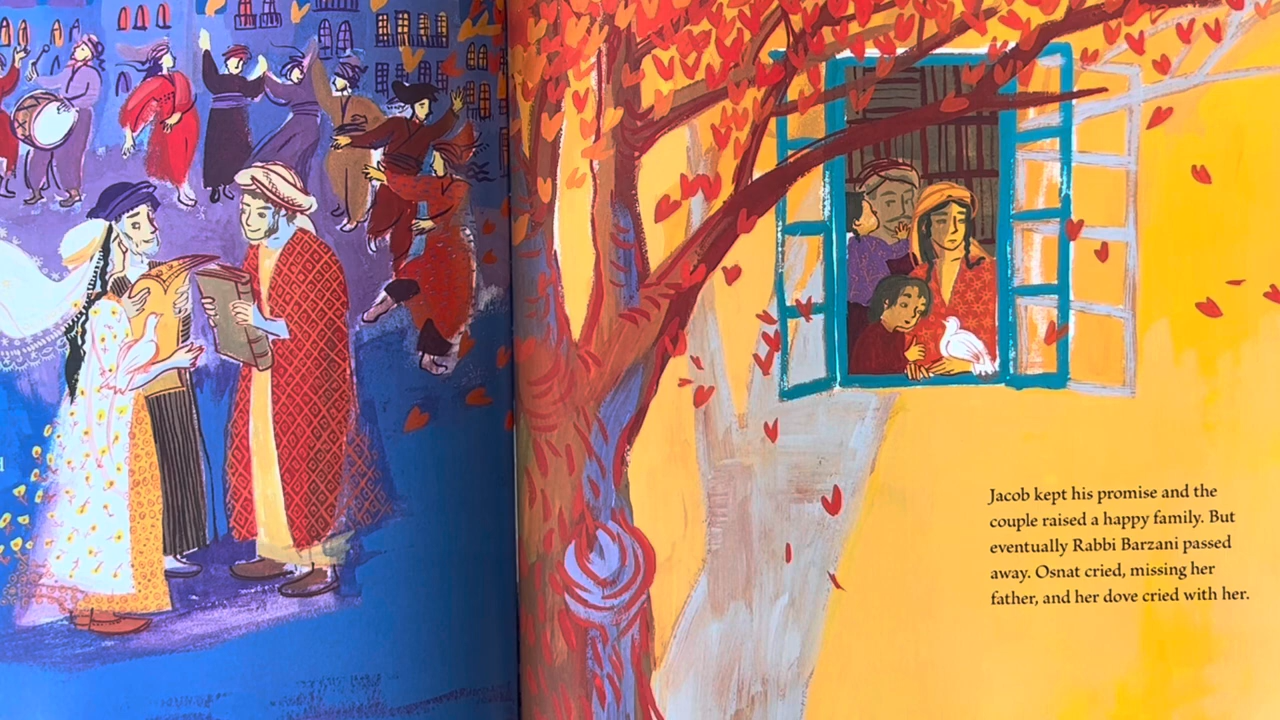 Jacob kept his promise and the
couple raised a happy family. But
eventually Rabbi Barzani passed
away. Osnat cried, missing her
father, and her dove cried with her.